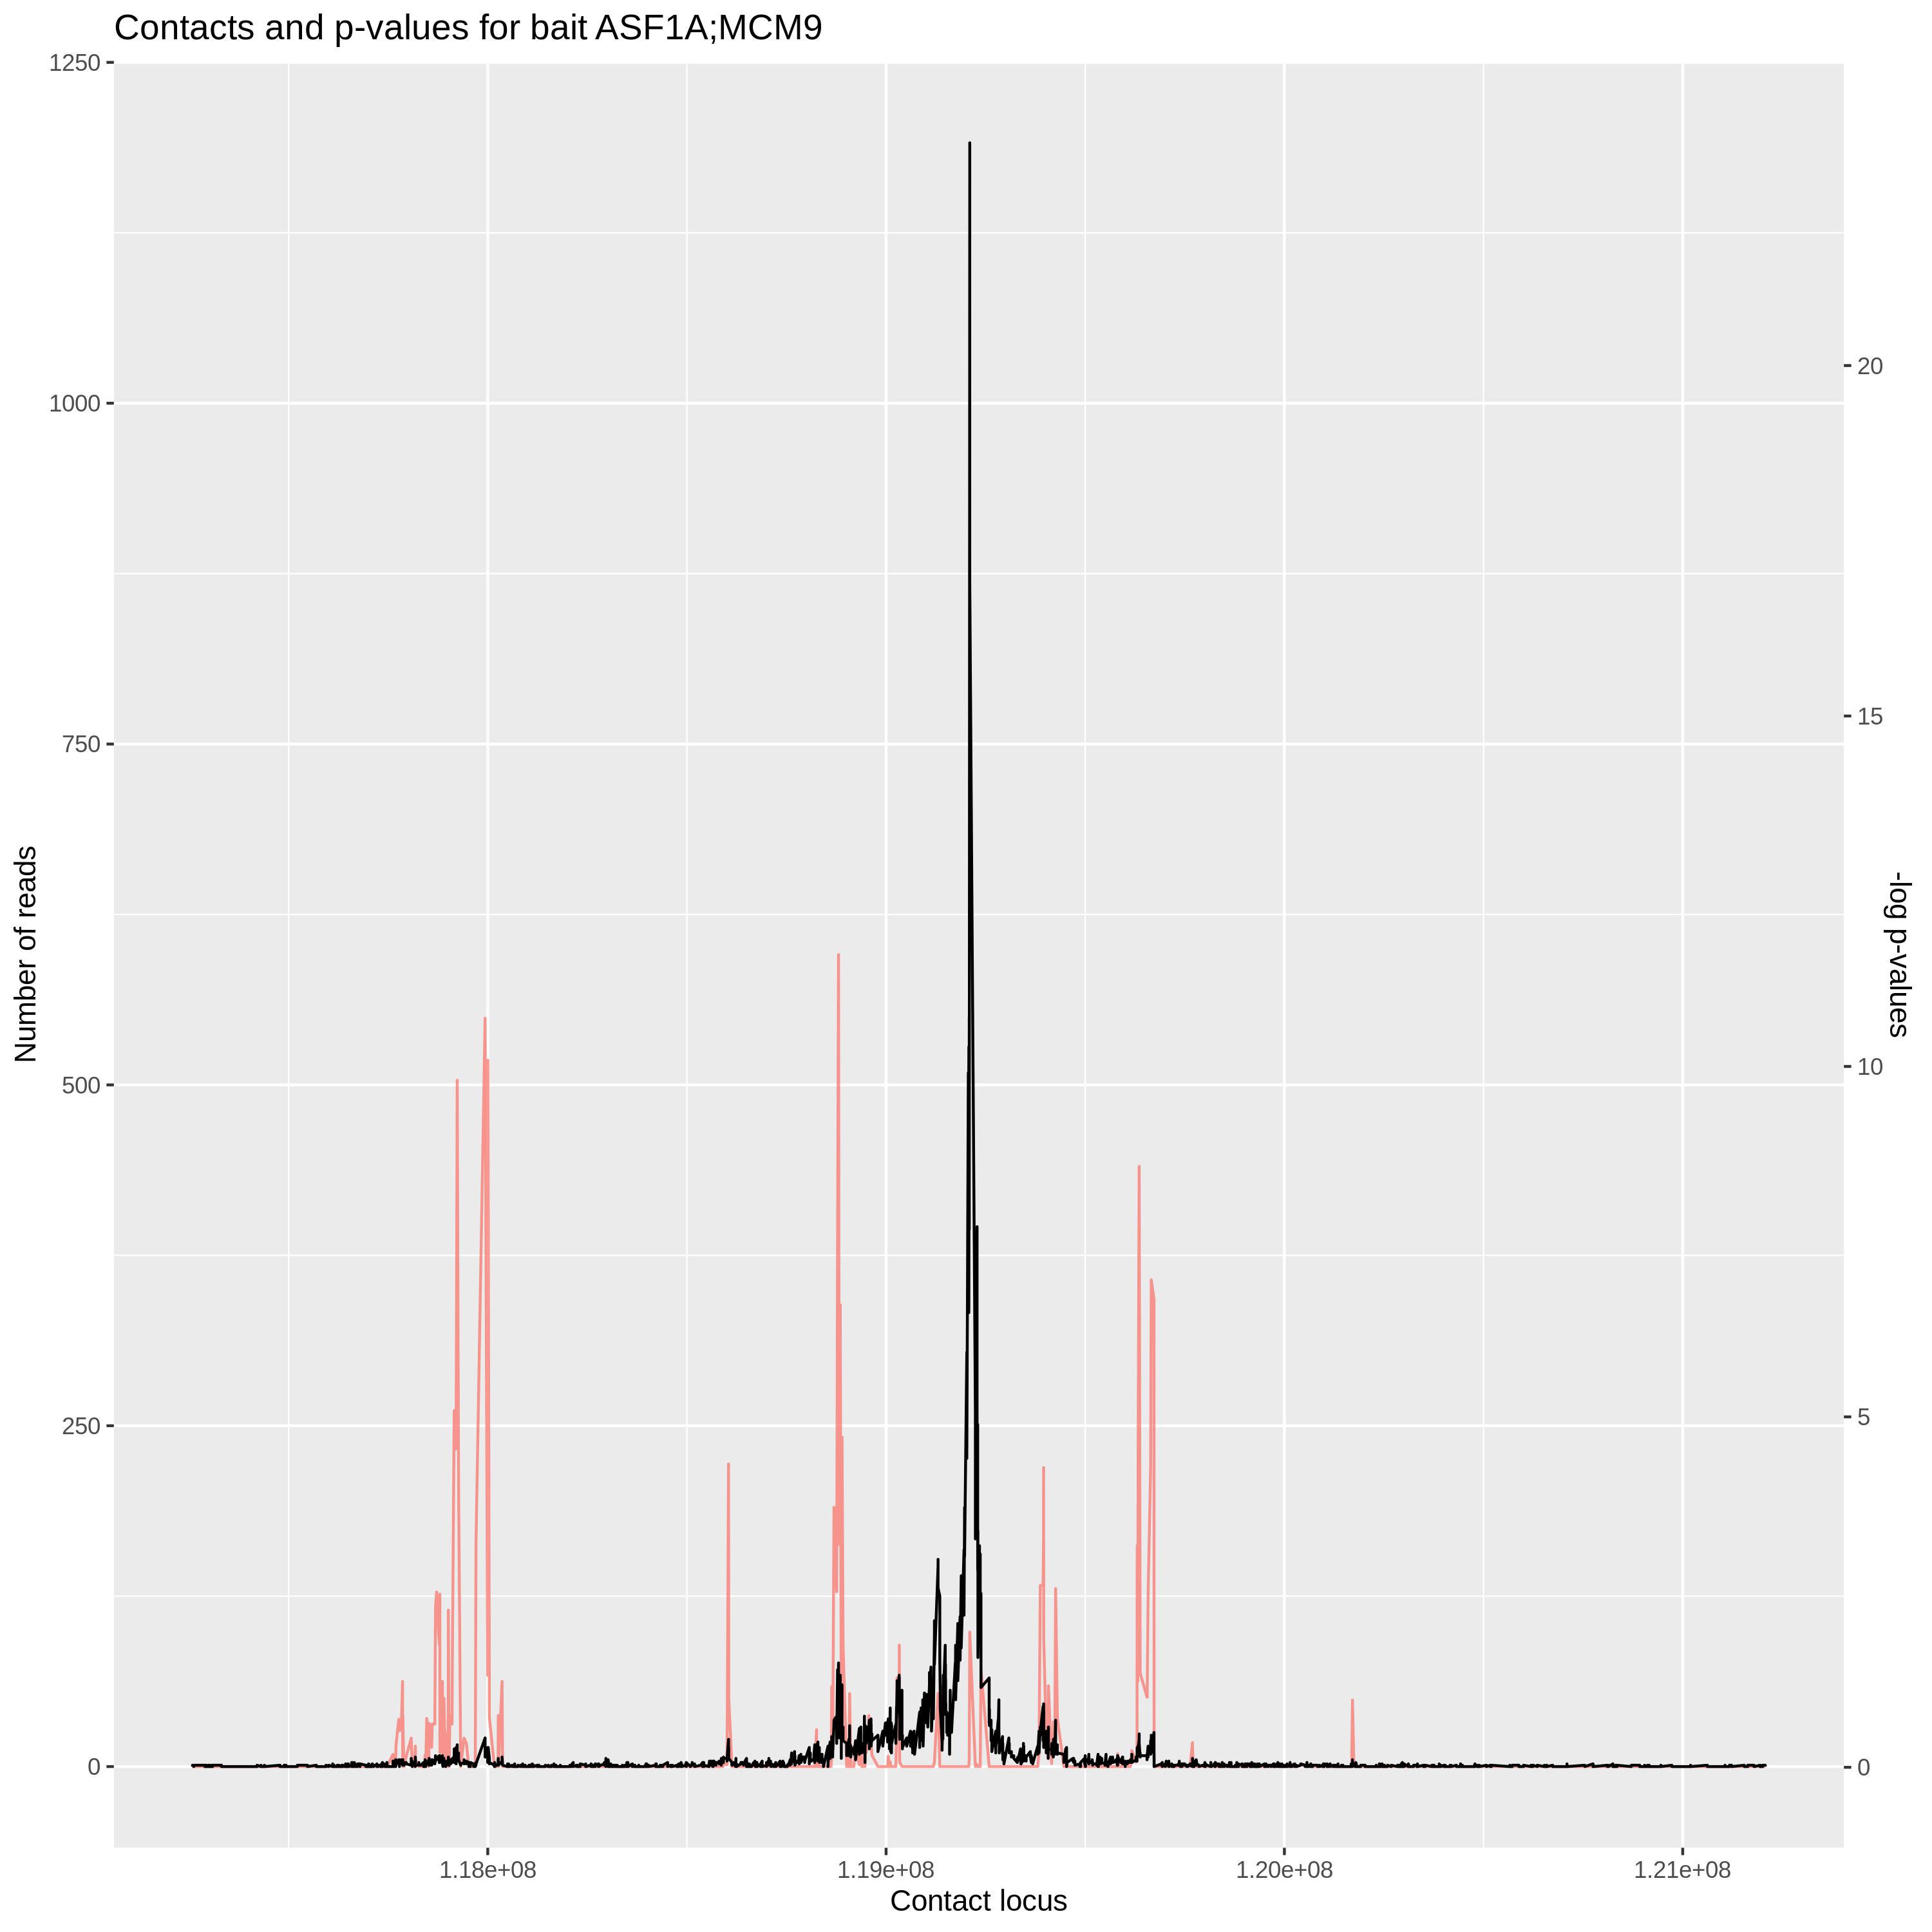 Contacts and p-values for bait ASF1A;MCM9
1250
1000
750
500
250
0
Number of reads
20
15
10
5
0
-log p-values
1.18e+08
1.19e+08
1.20e+08
1.21e+08
Contact locus